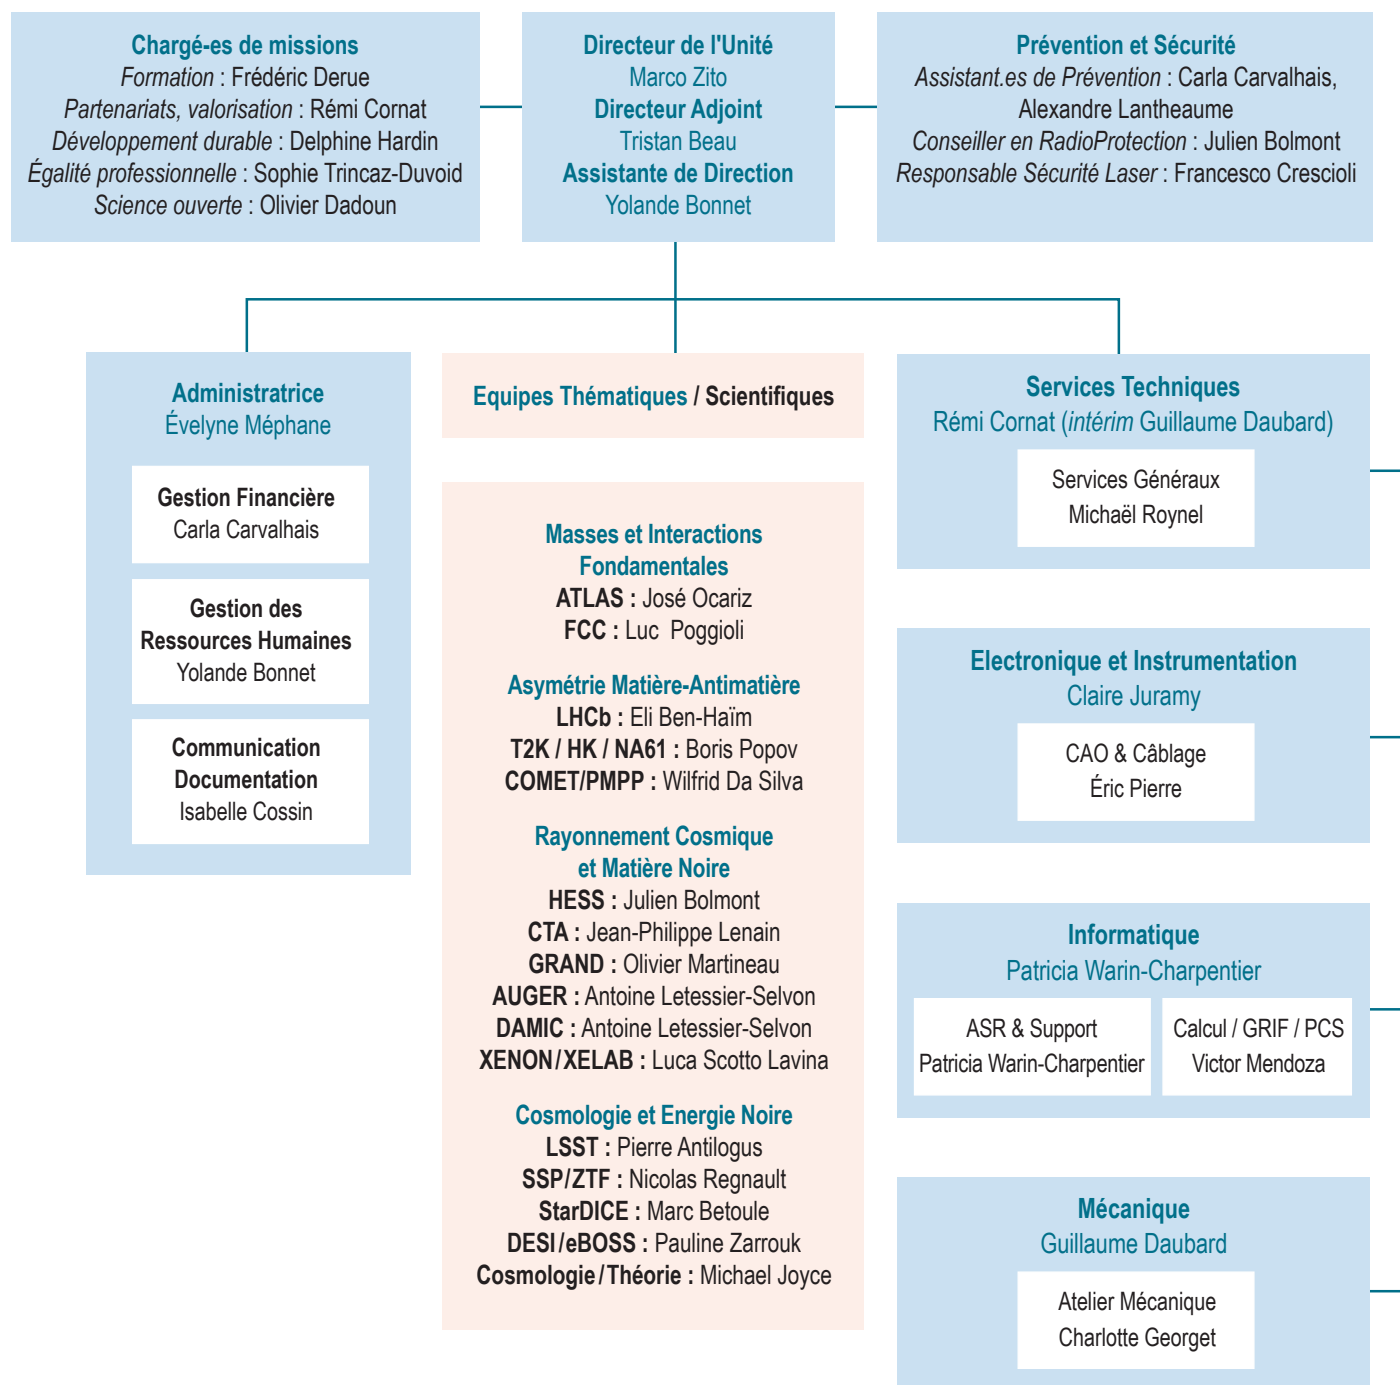 Chargé-es de missions
Formation : Frédéric Derue
Partenariats, valorisation : Rémi Cornat
Développement durable : Delphine Hardin
Égalité professionnelle : Sophie Trincaz-Duvoid
Science ouverte : Olivier Dadoun
Directeur de l'Unité
Marco Zito
Directeur Adjoint
Tristan Beau
Assistante de Direction
Yolande Bonnet
Prévention et Sécurité
Assistant.es de Prévention : Carla Carvalhais,
Alexandre Lantheaume
Conseiller en RadioProtection : Julien Bolmont
Responsable Sécurité Laser : Francesco Crescioli
Administratrice
Évelyne Méphane
Gestion Financière
Carla Carvalhais
Gestion des
Ressources Humaines
Yolande Bonnet
Communication
Documentation
Isabelle Cossin
Equipes Thématiques / Scientifiques
Masses et Interactions
Fondamentales
ATLAS : José Ocariz
FCC : Luc Poggioli
Asymétrie Matière-Antimatière
LHCb : Eli Ben-Haïm
T2K / HK / NA61 : Boris Popov
COMET/PMPP : Wilfrid Da Silva
Rayonnement Cosmique
et Matière Noire
HESS : Julien Bolmont
CTA : Jean-Philippe Lenain
GRAND : Olivier Martineau
AUGER : Antoine Letessier-Selvon
DAMIC : Antoine Letessier-Selvon
XENON/XELAB : Luca Scotto Lavina
Cosmologie et Energie Noire
LSST : Pierre Antilogus
SSP/ZTF : Nicolas Regnault
StarDICE : Marc Betoule
DESI/eBOSS : Pauline Zarrouk
Cosmologie/Théorie : Michael Joyce
Services Techniques
Rémi Cornat (intérim Guillaume Daubard)
Services Généraux
Michaël Roynel
Electronique et Instrumentation
Claire Juramy
CAO & Câblage
Éric Pierre
Informatique
Patricia Warin-Charpentier
ASR & Support
Patricia Warin-Charpentier
Calcul / GRIF / PCS
Victor Mendoza
Mécanique
Guillaume Daubard
Atelier Mécanique
Charlotte Georget